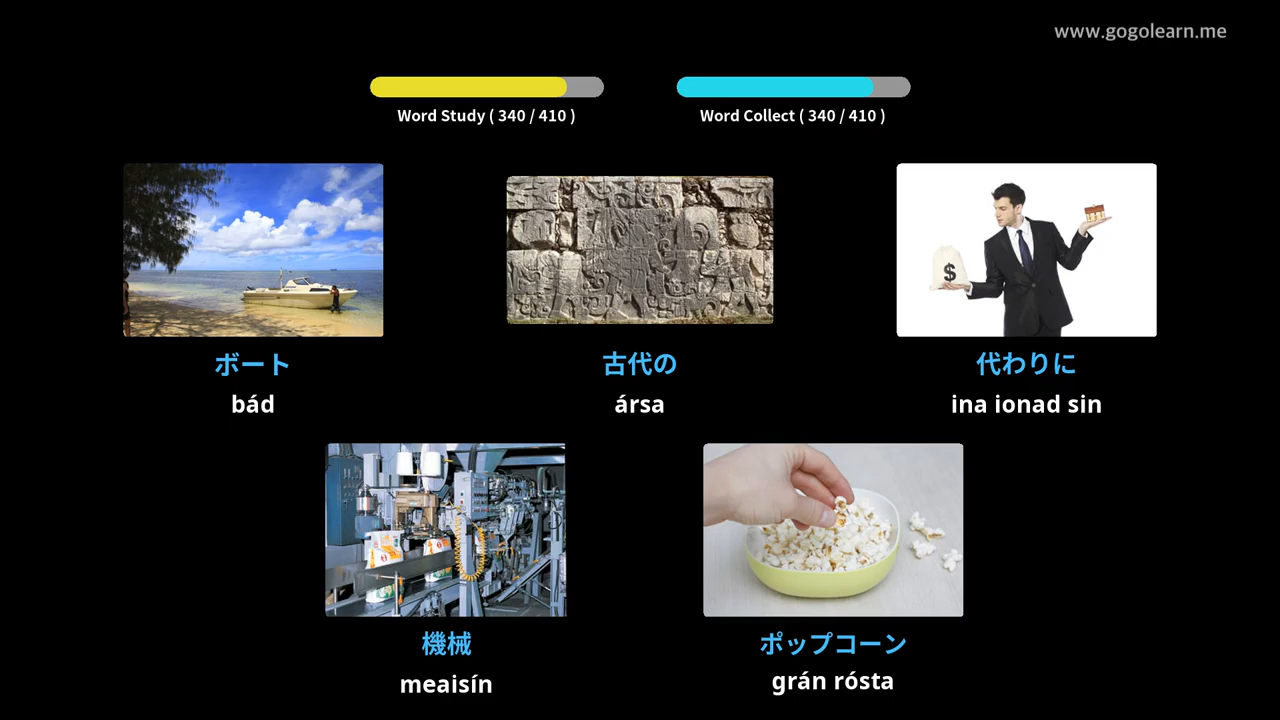 www.gogolearn.me
Word Study ( 340 / 410 )
Word Collect ( 340 / 410 )
$
ボート
bád
古代の
ársa
代わりに
ina ionad sin
機械
meaisín
ポップコーン
grán rósta